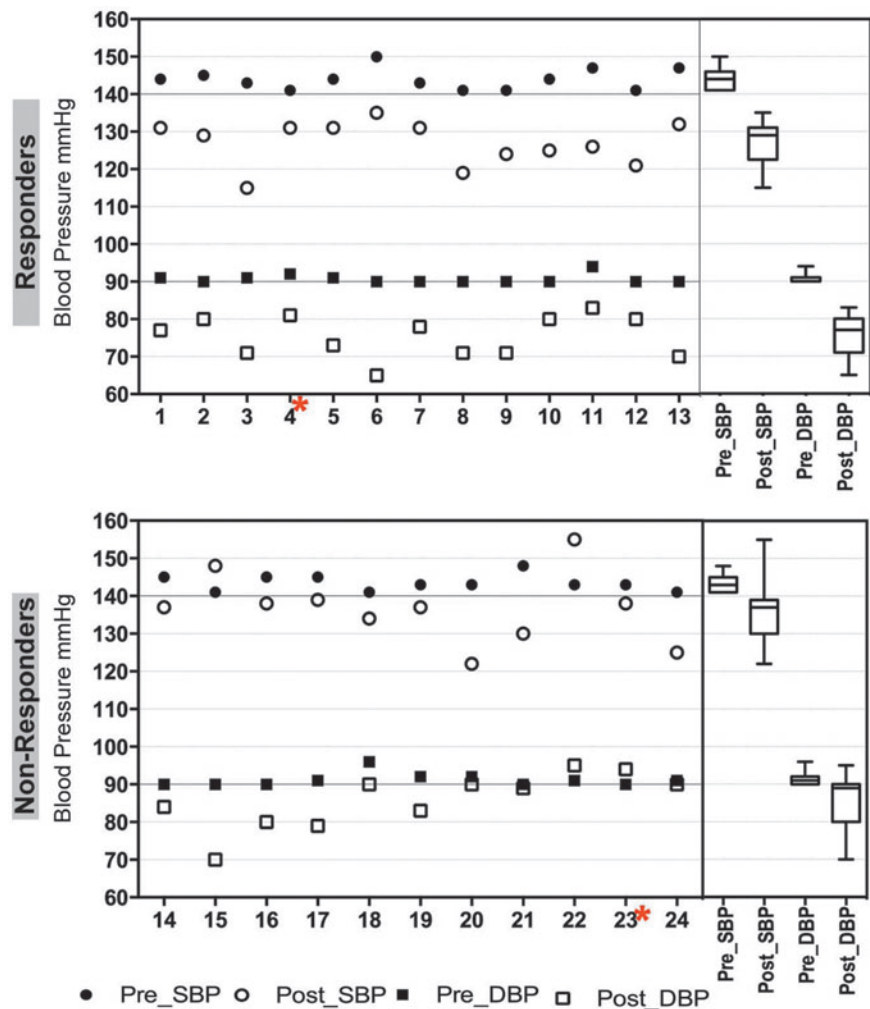 Responders
Blood Pressure mmHg
160
150
140
130
120
110
100
90
80
70
60
1 2 3 4* 5 6 7 8 9 10 11 12 13
Pre_SBP
Post_SBP
Pre_DBP
Post_DBP
Non-Responders
Blood Pressure mmHg
160
150
140
130
120
110
100
90
80
70
60
14 15 16 17 18 19 20 21 22 23* 24
Pre_SBP
Post_SBP
Pre_DBP
Post_DBP
Pre_SBP Post_SBP Pre_DBP Post_DBP